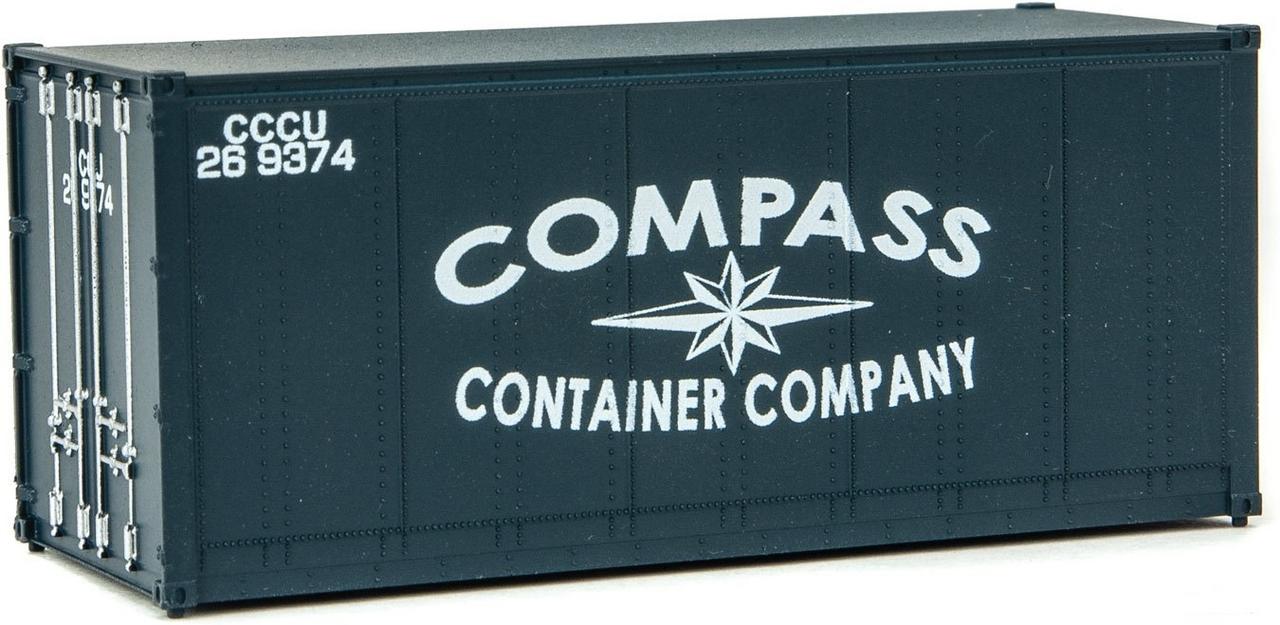 CCCU
26 9374
COMPASS
CONTAINER COMPANY